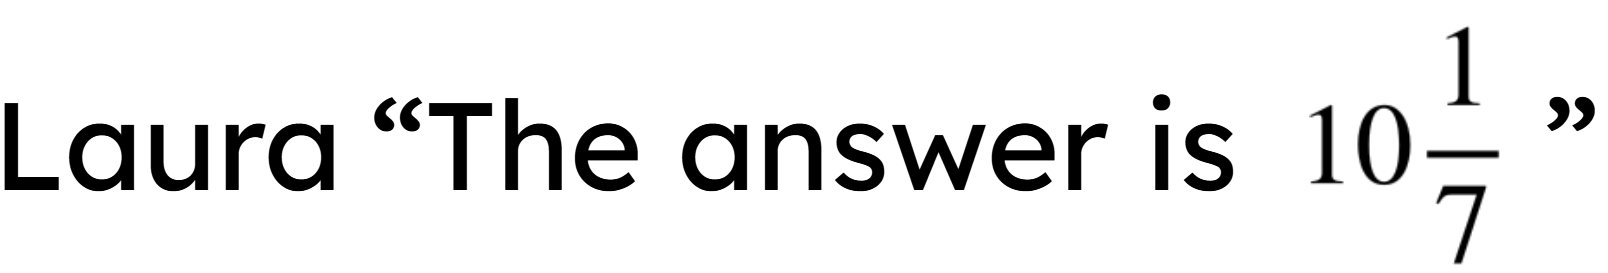 Laura “The answer is 10 1/7 ”